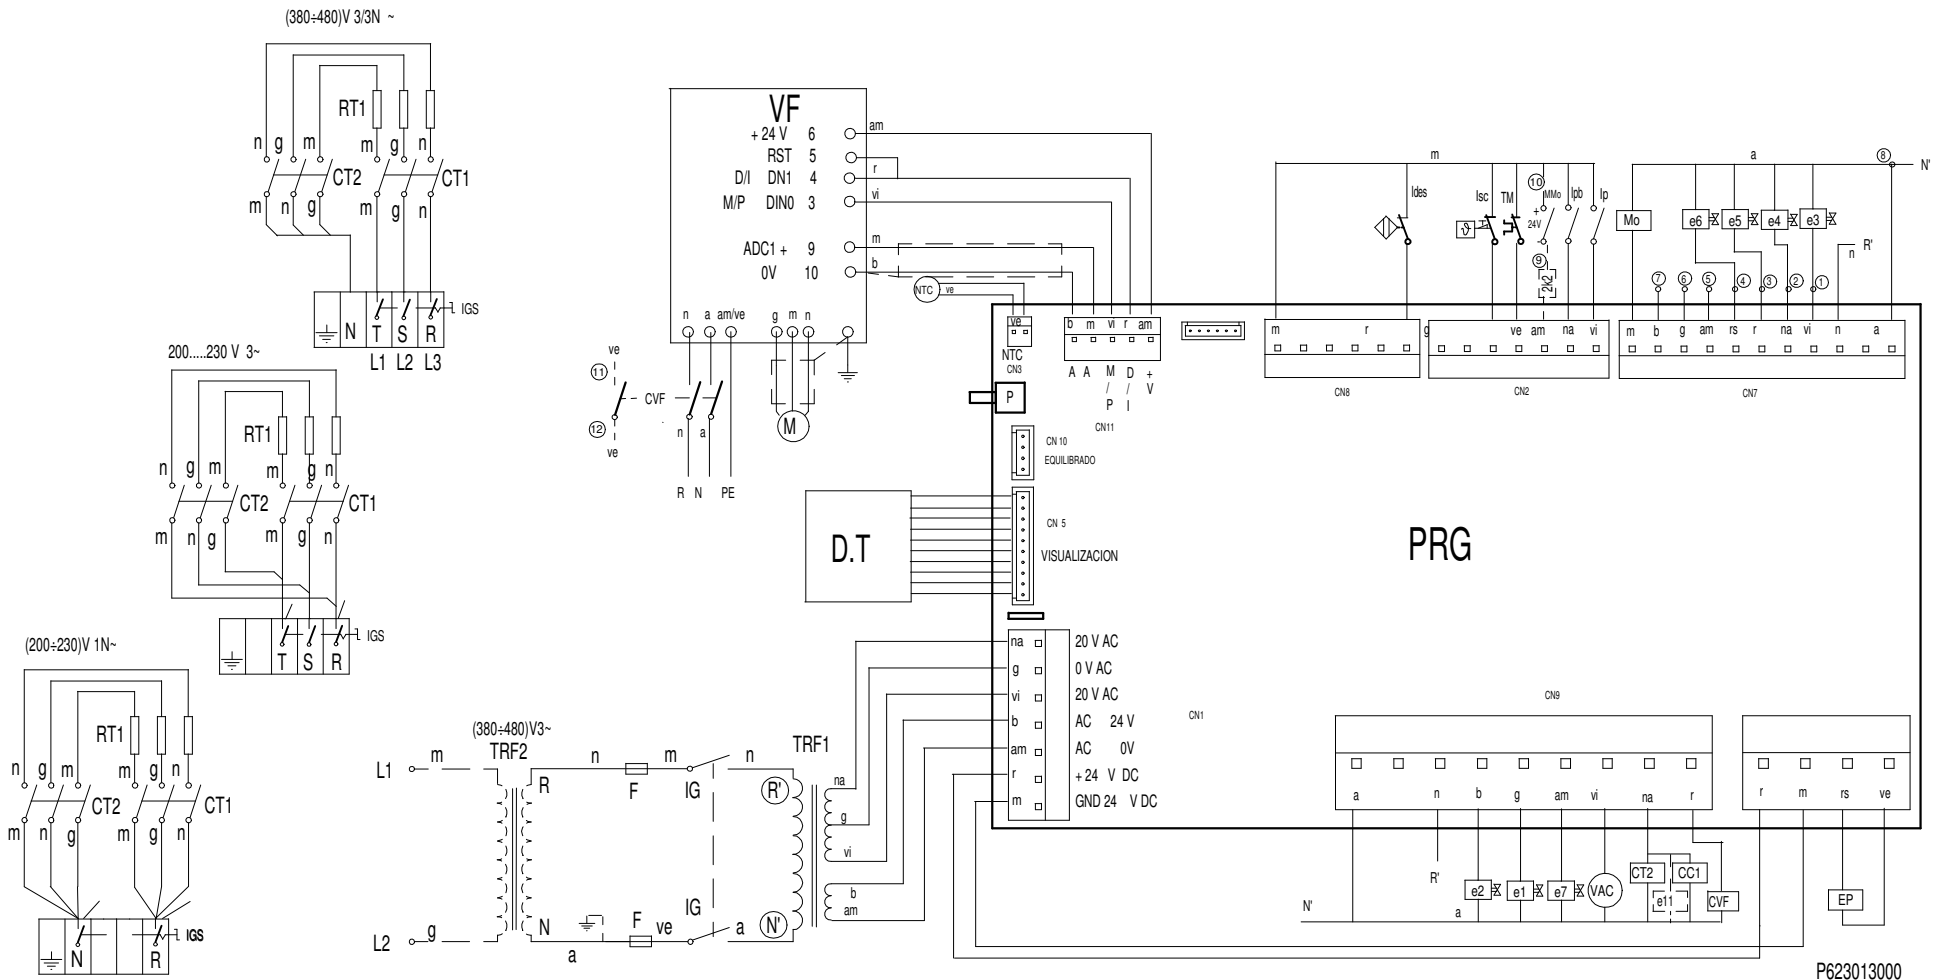 (380÷480)V 3/3N ~
RT1
n g m m g n
CT2 CT1
m n g m g n
N T S R IGS
L1 L2 L3
200.....230 V 3~
RT1
n g m m g n
CT2 CT1
m n g m g n
T S R IGS
(200÷230)V 1N~
RT1
n g m m g n
CT2 CT1
m n g m g n
N R IGS
VF
+ 24 V 6 am
RST 5
D/I DN1 4 r
M/P DIN0 3 vi
ADC1 + 9 m
0V 10 b
NTC ve
n a am/ve g m n
ve
11
CVF
12
ve
n a
M
R N PE
D.T
(380÷480)V3~
TRF2
L1 m R n F m IG n R'
L2 g N a F ve IG a N'
TRF1
na
g
vi
b
am
PRG
ve
NTC
CN3
P
b m vi r am
A A M/P D/I +V
CN11
CN 10
EQUILIBRADO
CN 5
VISUALIZACION
na 20 V AC
g 0 V AC
vi 20 V AC
b AC 24 V
am AC 0V
r + 24 V DC
m GND 24 V DC
CN1
m
Ides
Isc TM MMo Ipb Ip
10
+
24V
-
9
2k2
ϑ
m r g
CN8
ve am na vi
CN2
a 8 N'
Mo e6 e5 e4 e3
n R'
7 6 5 4 3 2 1
m b g am rs r na vi n a
CN7
CN9
a n b g am vi na r
r m rs ve
R'
e2 e1 e7 VAC CT2 CC1
e11 CVF
EP
N' a
P623013000